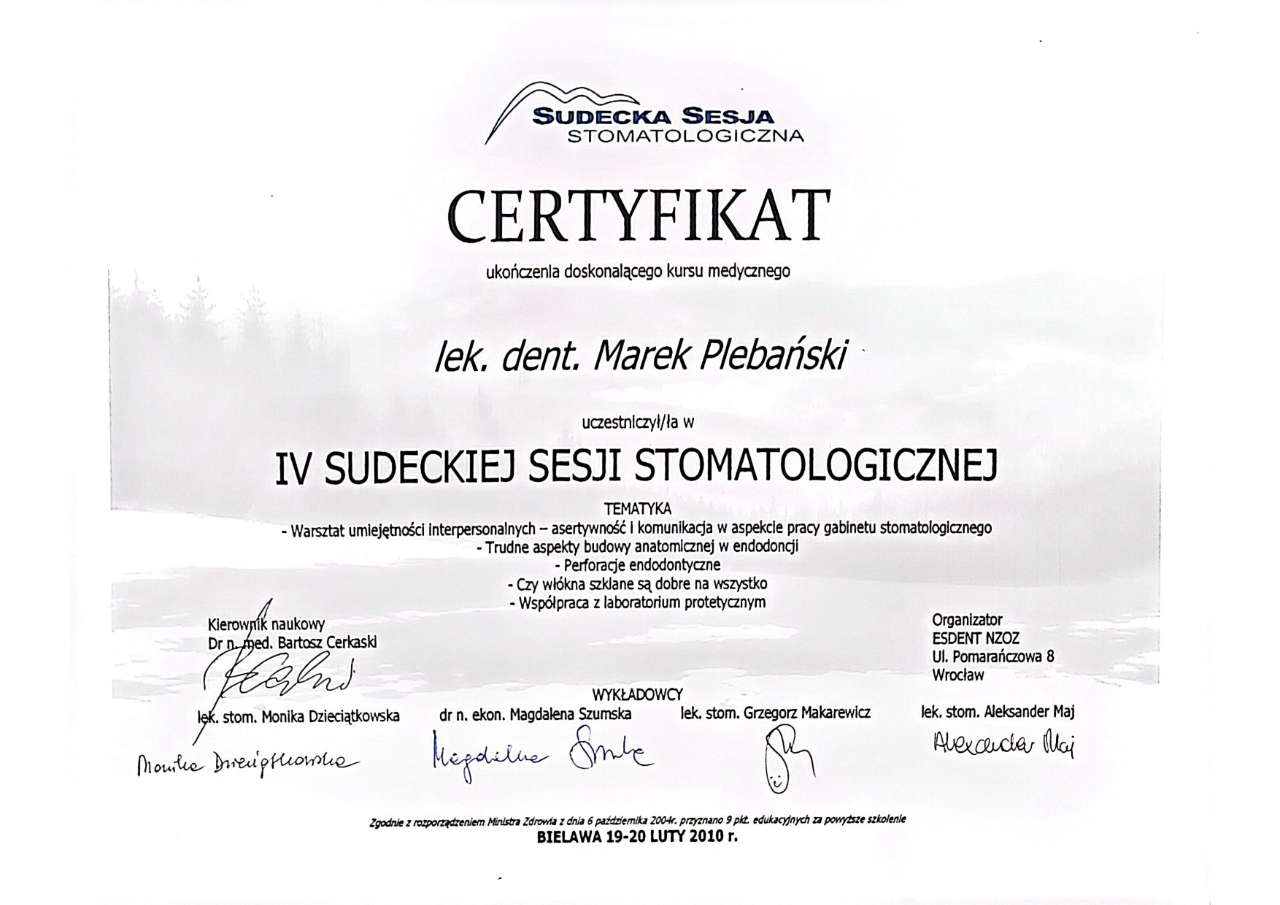 SUDECKA SESJA
STOMATOLOGICZNA
CERTYFIKAT
ukończenia doskonalącego kursu medycznego
lek. dent. Marek Plebański
uczestniczył/ła w
IV SUDECKIEJ SESJI STOMATOLOGICZNEJ
TEMATYKA
- Warsztat umiejętności interpersonalnych – asertywność i komunikacja w aspekcie pracy gabinetu stomatologicznego
- Trudne aspekty budowy anatomicznej w endodoncji
- Perforacje endodontyczne
- Czy włókna szklane są dobre na wszystko
- Współpraca z laboratorium protetycznym
Kierownik naukowy
Dr n. med. Bartosz Cerkaski
Organizator
ESDENT NZOZ
Ul. Pomarańczowa 8
Wrocław
WYKŁADOWCY
lek. stom. Monika Dzieciątkowska dr n. ekon. Magdalena Szumska lek. stom. Grzegorz Makarewicz lek. stom. Aleksander Maj
Monika Dzieciątkowska Magdalena Alexander Maj
Zgodnie z rozporządzeniem Ministra Zdrowia z dnia 6 października 2004r. przyznano 9 pkt. edukacyjnych za powyższe szkolenie
BIELAWA 19-20 LUTY 2010 r.